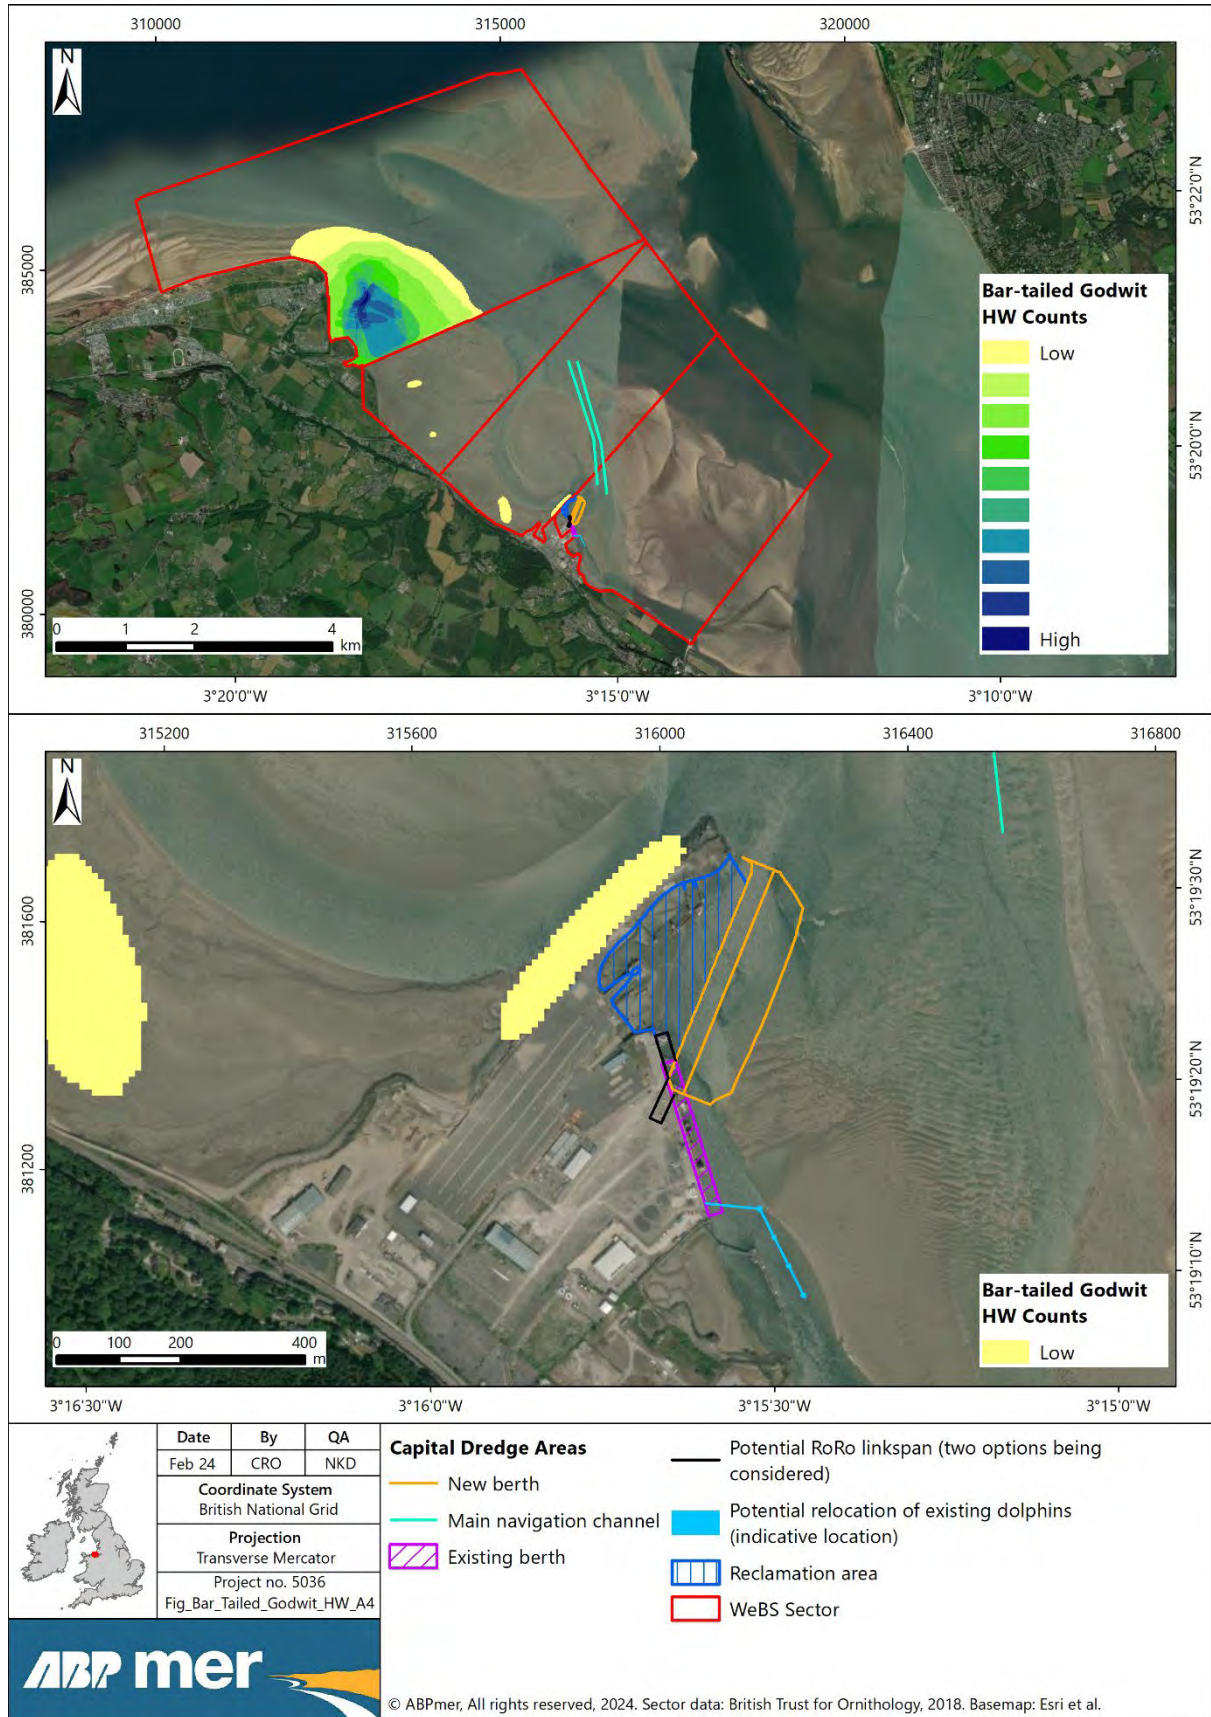 310000 315000 320000
N
385000
380000
53°22'0"N
53°20'0"N
Bar-tailed Godwit
HW Counts
Low
High
0 1 2 4
km
3°20'0"W 3°15'0"W 3°10'0"W
315200 315600 316000 316400 316800
N
381600
381200
53°19'30"N
53°19'20"N
53°19'10"N
Bar-tailed Godwit
HW Counts
Low
0 100 200 400
m
3°16'30"W 3°16'0"W 3°15'30"W 3°15'0"W
Date By QA
Feb 24 CRO NKD
Coordinate System
British National Grid
Projection
Transverse Mercator
Project no. 5036
Fig_Bar_Tailed_Godwit_HW_A4
ABPmer
Capital Dredge Areas
New berth
Main navigation channel
Existing berth
Potential RoRo linkspan (two options being
considered)
Potential relocation of existing dolphins
(indicative location)
Reclamation area
WeBS Sector
© ABPmer, All rights reserved, 2024. Sector data: British Trust for Ornithology, 2018. Basemap: Esri et al.